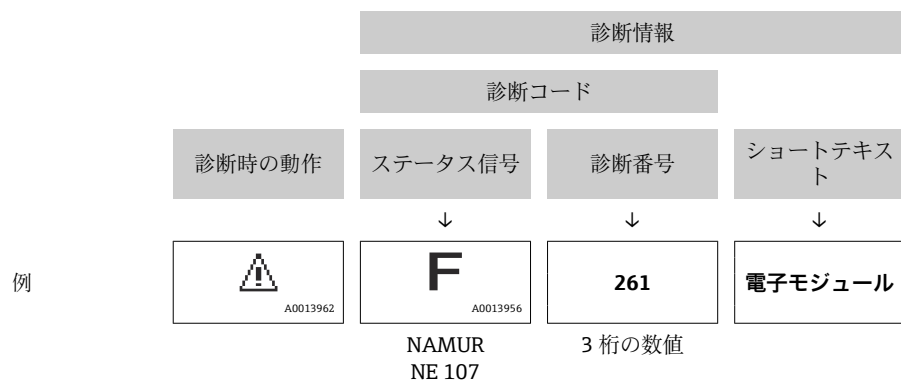 診断情報
診断コード
診断時の動作 ステータス信号 診断番号 ショートテキス
ト
↓ ↓ ↓
例 A0013962 F A0013956 261 電子モジュール
NAMUR 3 桁の数値
NE 107